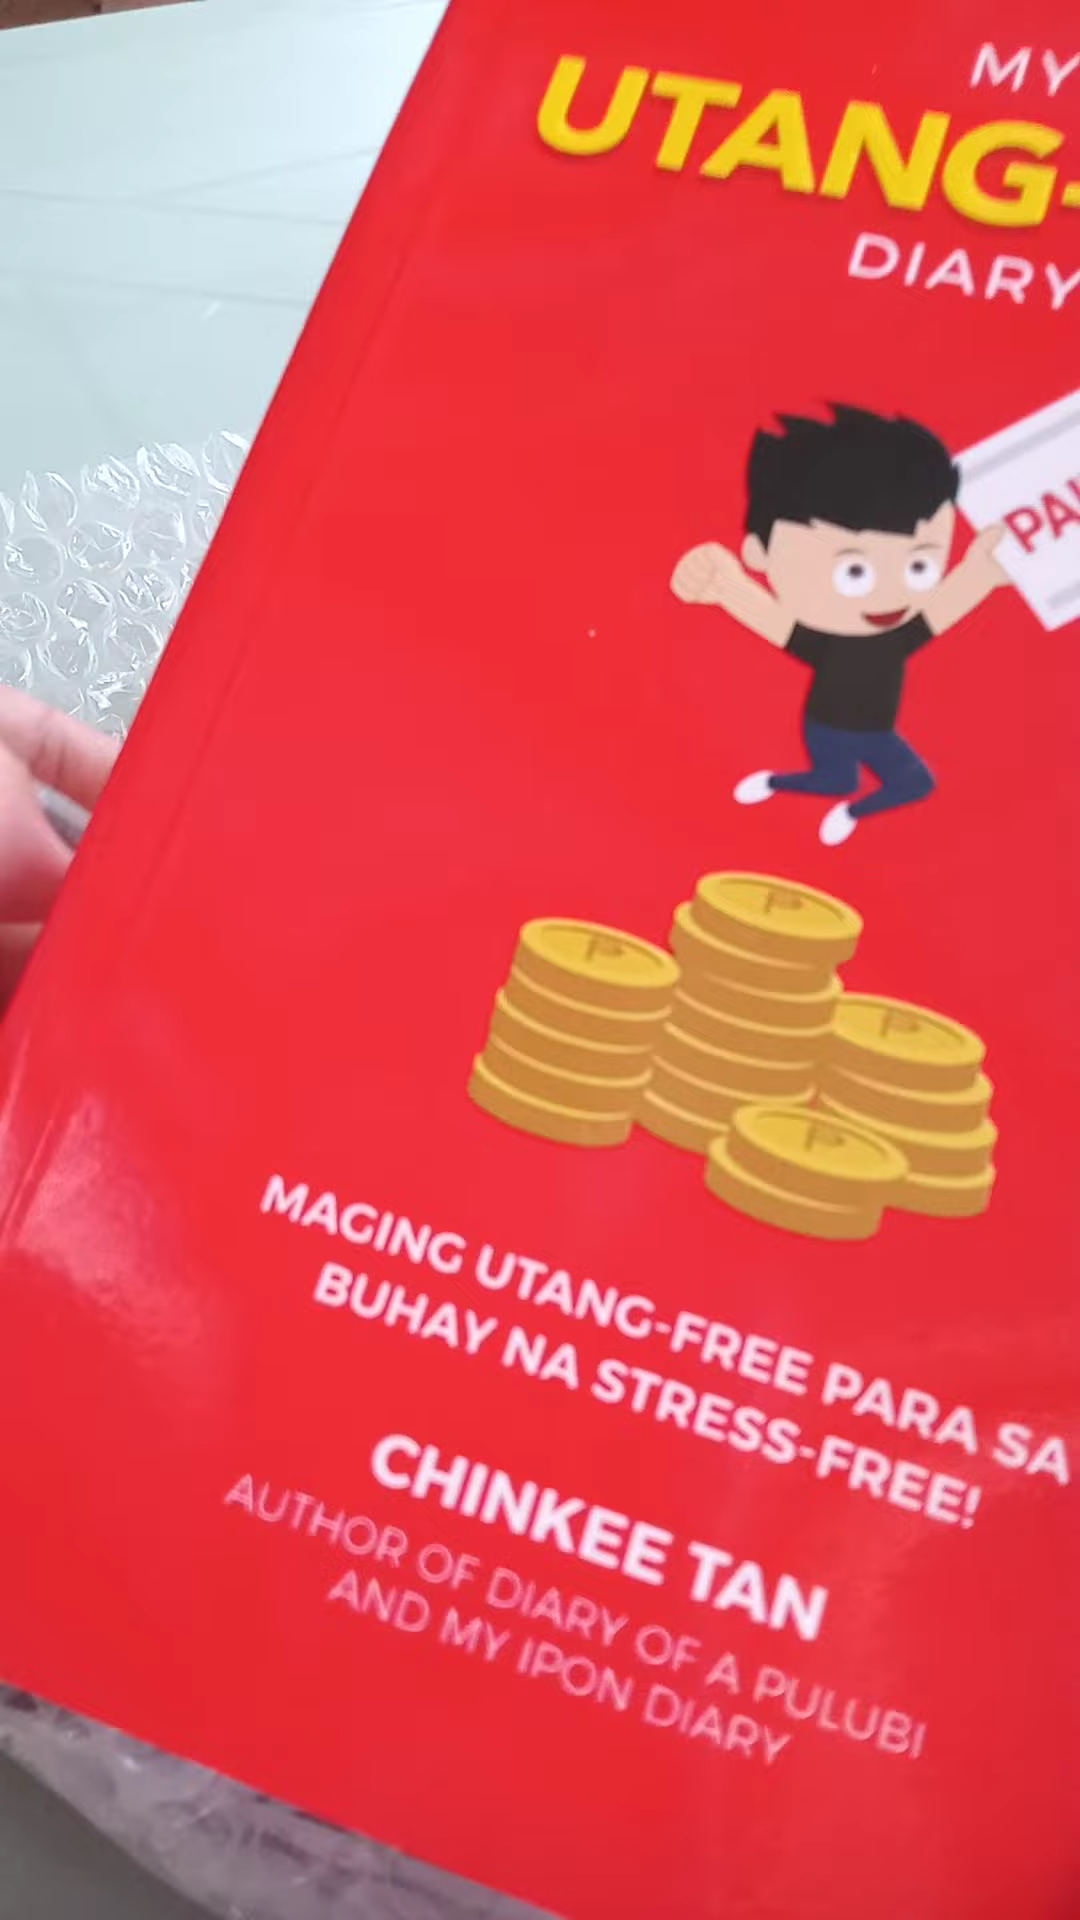 MY
UTANG-
DIARY
MAGING UTANG-FREE PARA SA
BUHAY NA STRESS-FREE!
CHINKEE TAN
AUTHOR OF DIARY OF A PULUBI
AND MY IPON DIARY